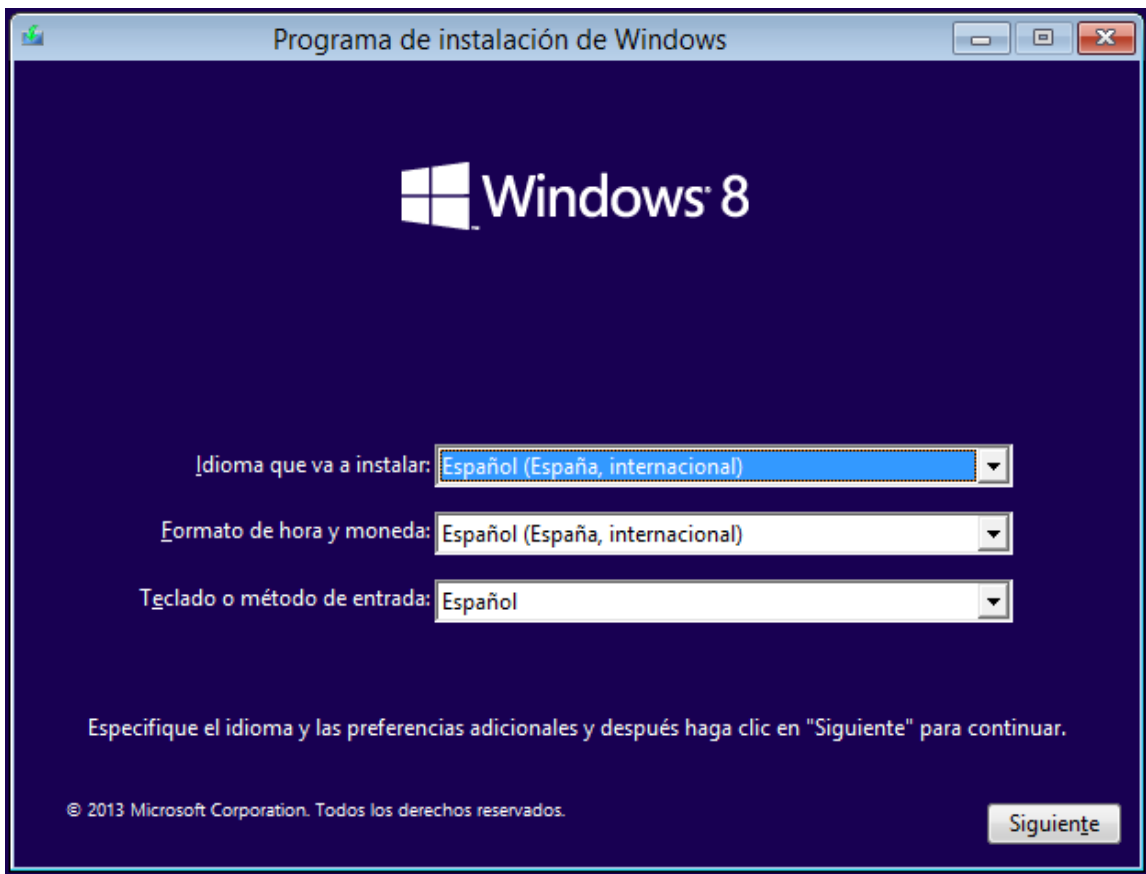 Programa de instalación de Windows
Windows 8
Idioma que va a instalar: Español (España, internacional)
Formato de hora y moneda: Español (España, internacional)
Teclado o método de entrada: Español
Especifique el idioma y las preferencias adicionales y después haga clic en "Siguiente" para continuar.
© 2013 Microsoft Corporation. Todos los derechos reservados.
Siguiente